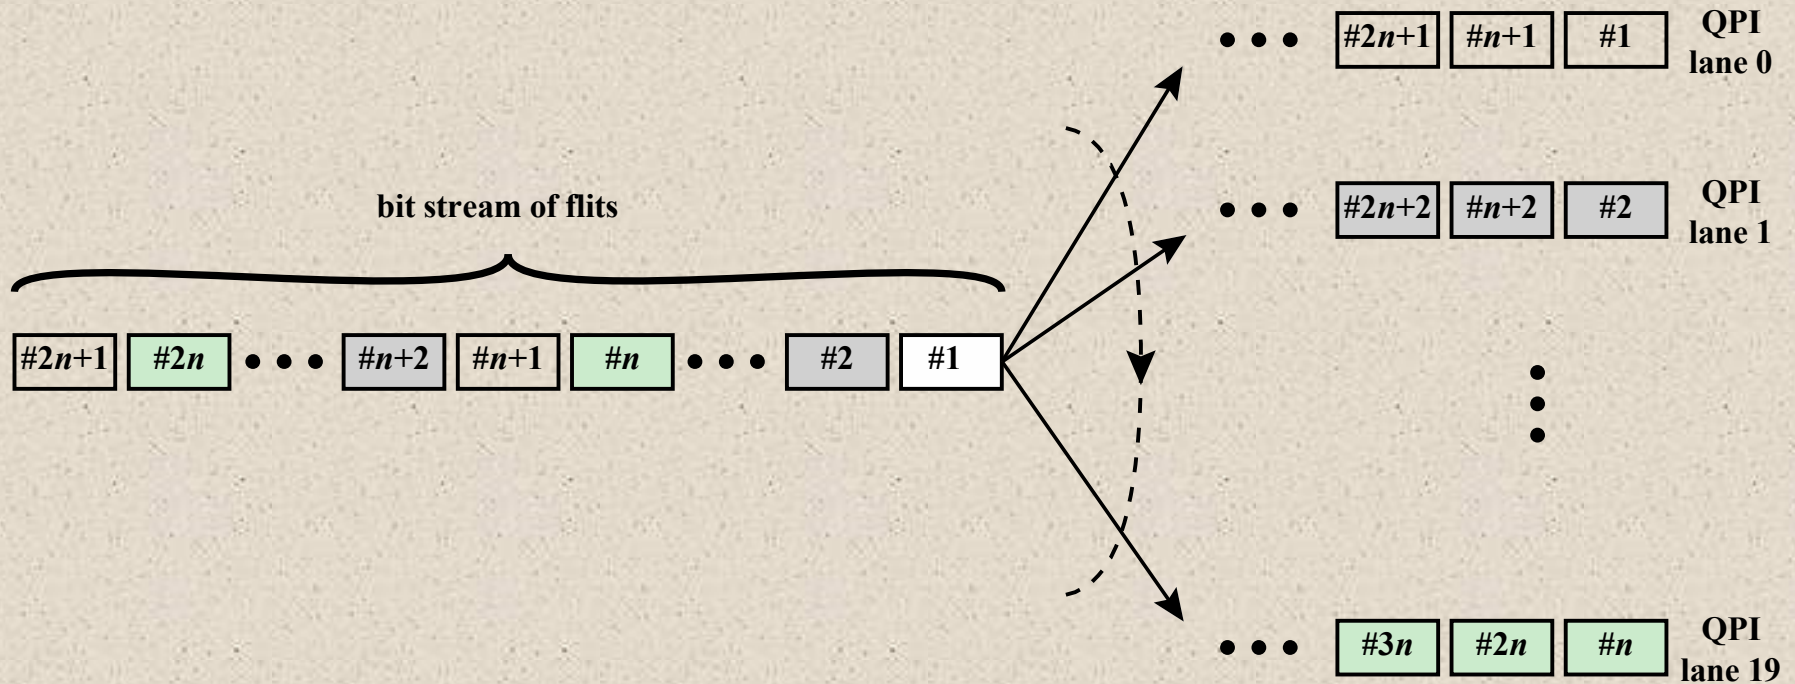 #2n+1 #n+1 #1
QPI
lane 0
#2n+2 #n+2 #2
QPI
lane 1
bit stream of flits
#2n+1 #2n #n+2 #n+1 #n #2 #1
#3n #2n #n
QPI
lane 19